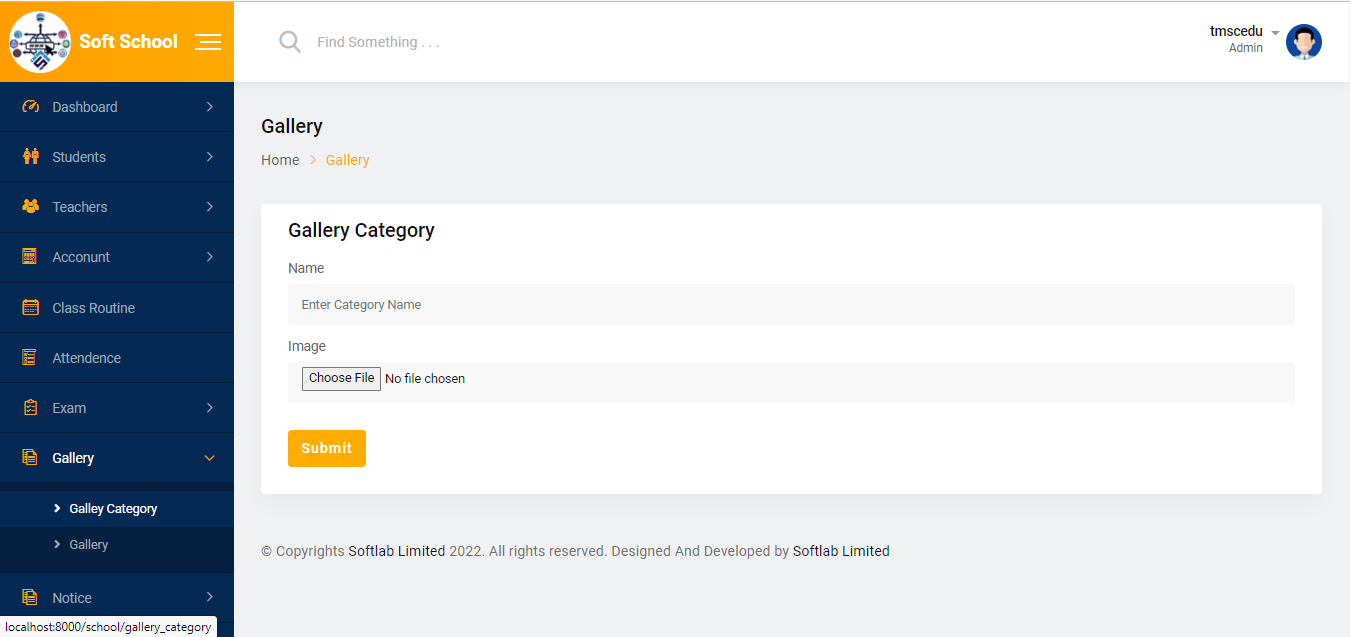 Soft School
Find Something . . .
tmscedu
Admin
Dashboard
Students
Teachers
Acconunt
Class Routine
Attendence
Exam
Gallery
Galley Category
Gallery
Notice
localhost:8000/school/gallery_category
Gallery
Home > Gallery
Gallery Category
Name
Enter Category Name
Image
Choose File No file chosen
Submit
© Copyrights Softlab Limited 2022. All rights reserved. Designed And Developed by Softlab Limited